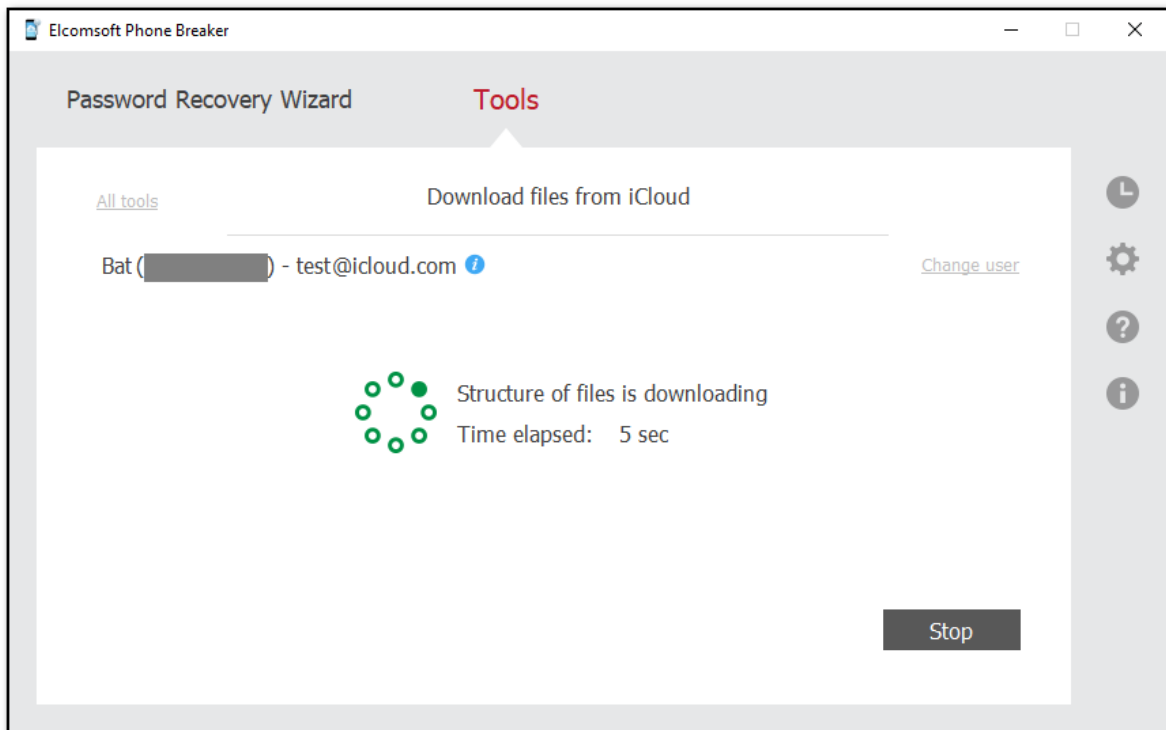 Elcomsoft Phone Breaker
Password Recovery Wizard Tools
All tools Download files from iCloud
Bat ( ) - test@icloud.com Change user
Structure of files is downloading
Time elapsed: 5 sec
Stop